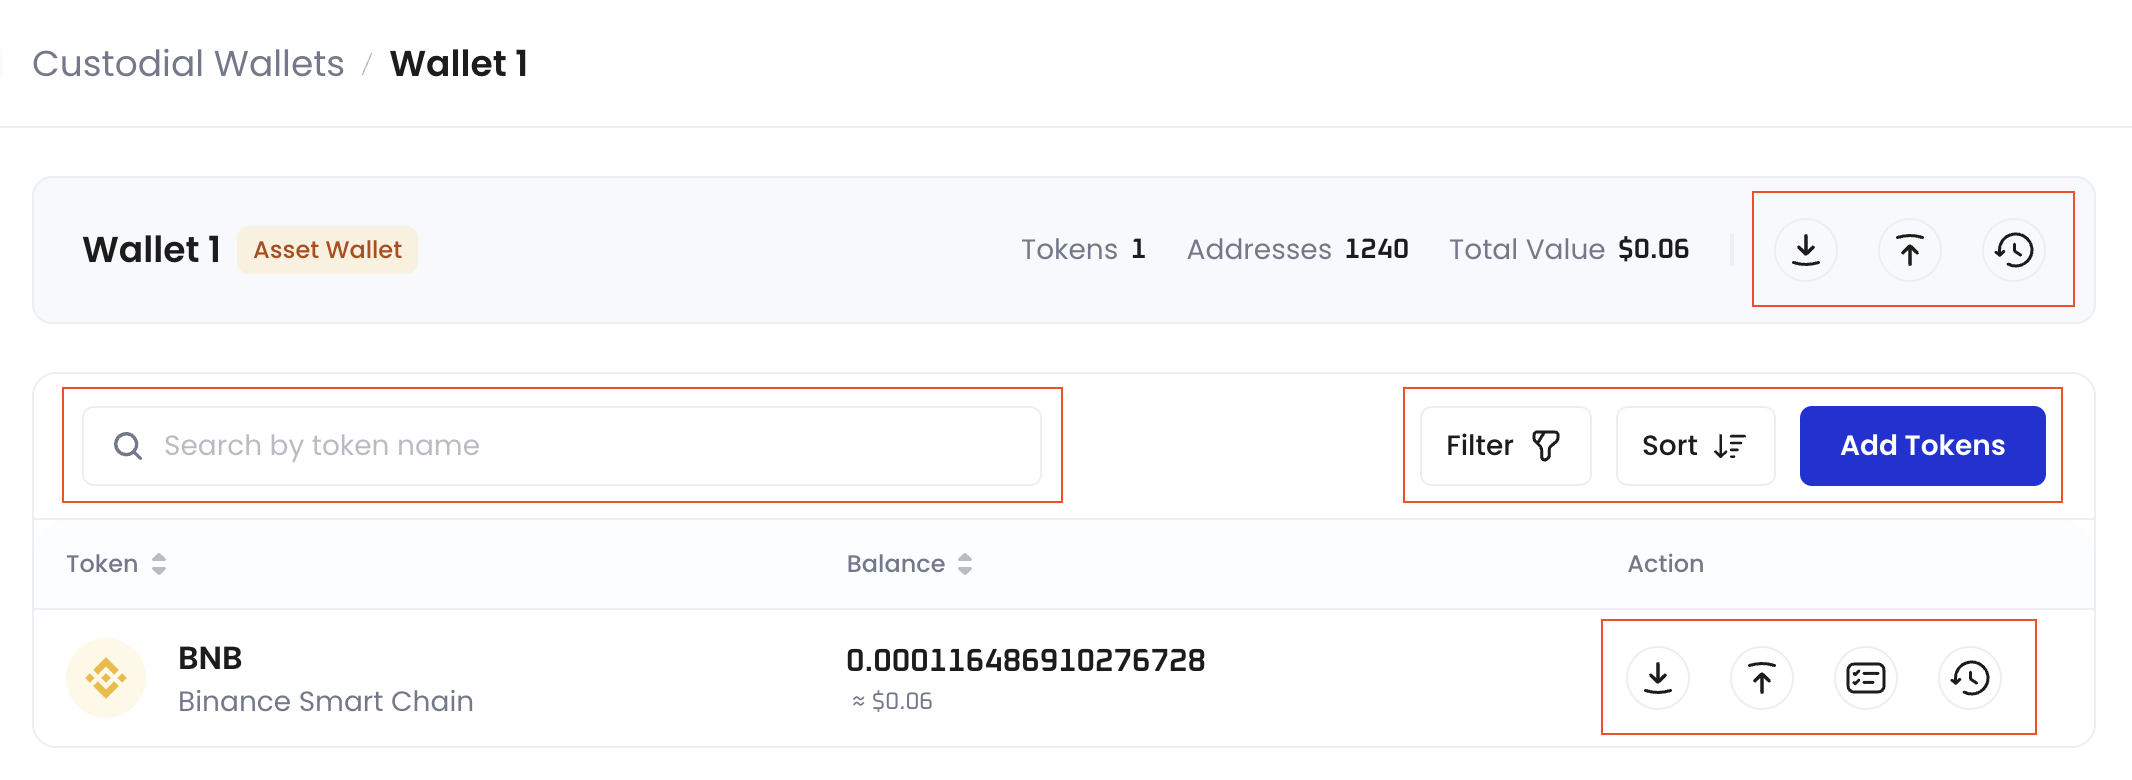 Custodial Wallets / Wallet 1
Wallet 1 Asset Wallet Tokens 1 Addresses 1240 Total Value $0.06
Search by token name Filter Sort Add Tokens
Token Balance Action
BNB 0.000116486910276728
Binance Smart Chain ≈ $0.06